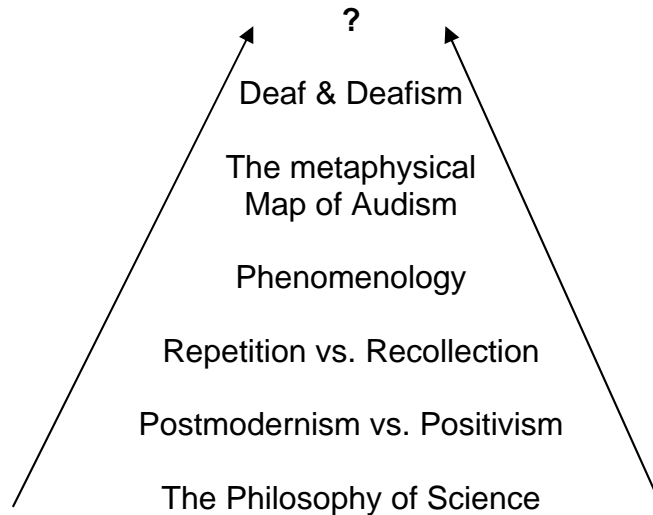 ?
Deaf & Deafism
The metaphysical
Map of Audism
Phenomenology
Repetition vs. Recollection
Postmodernism vs. Positivism
The Philosophy of Science